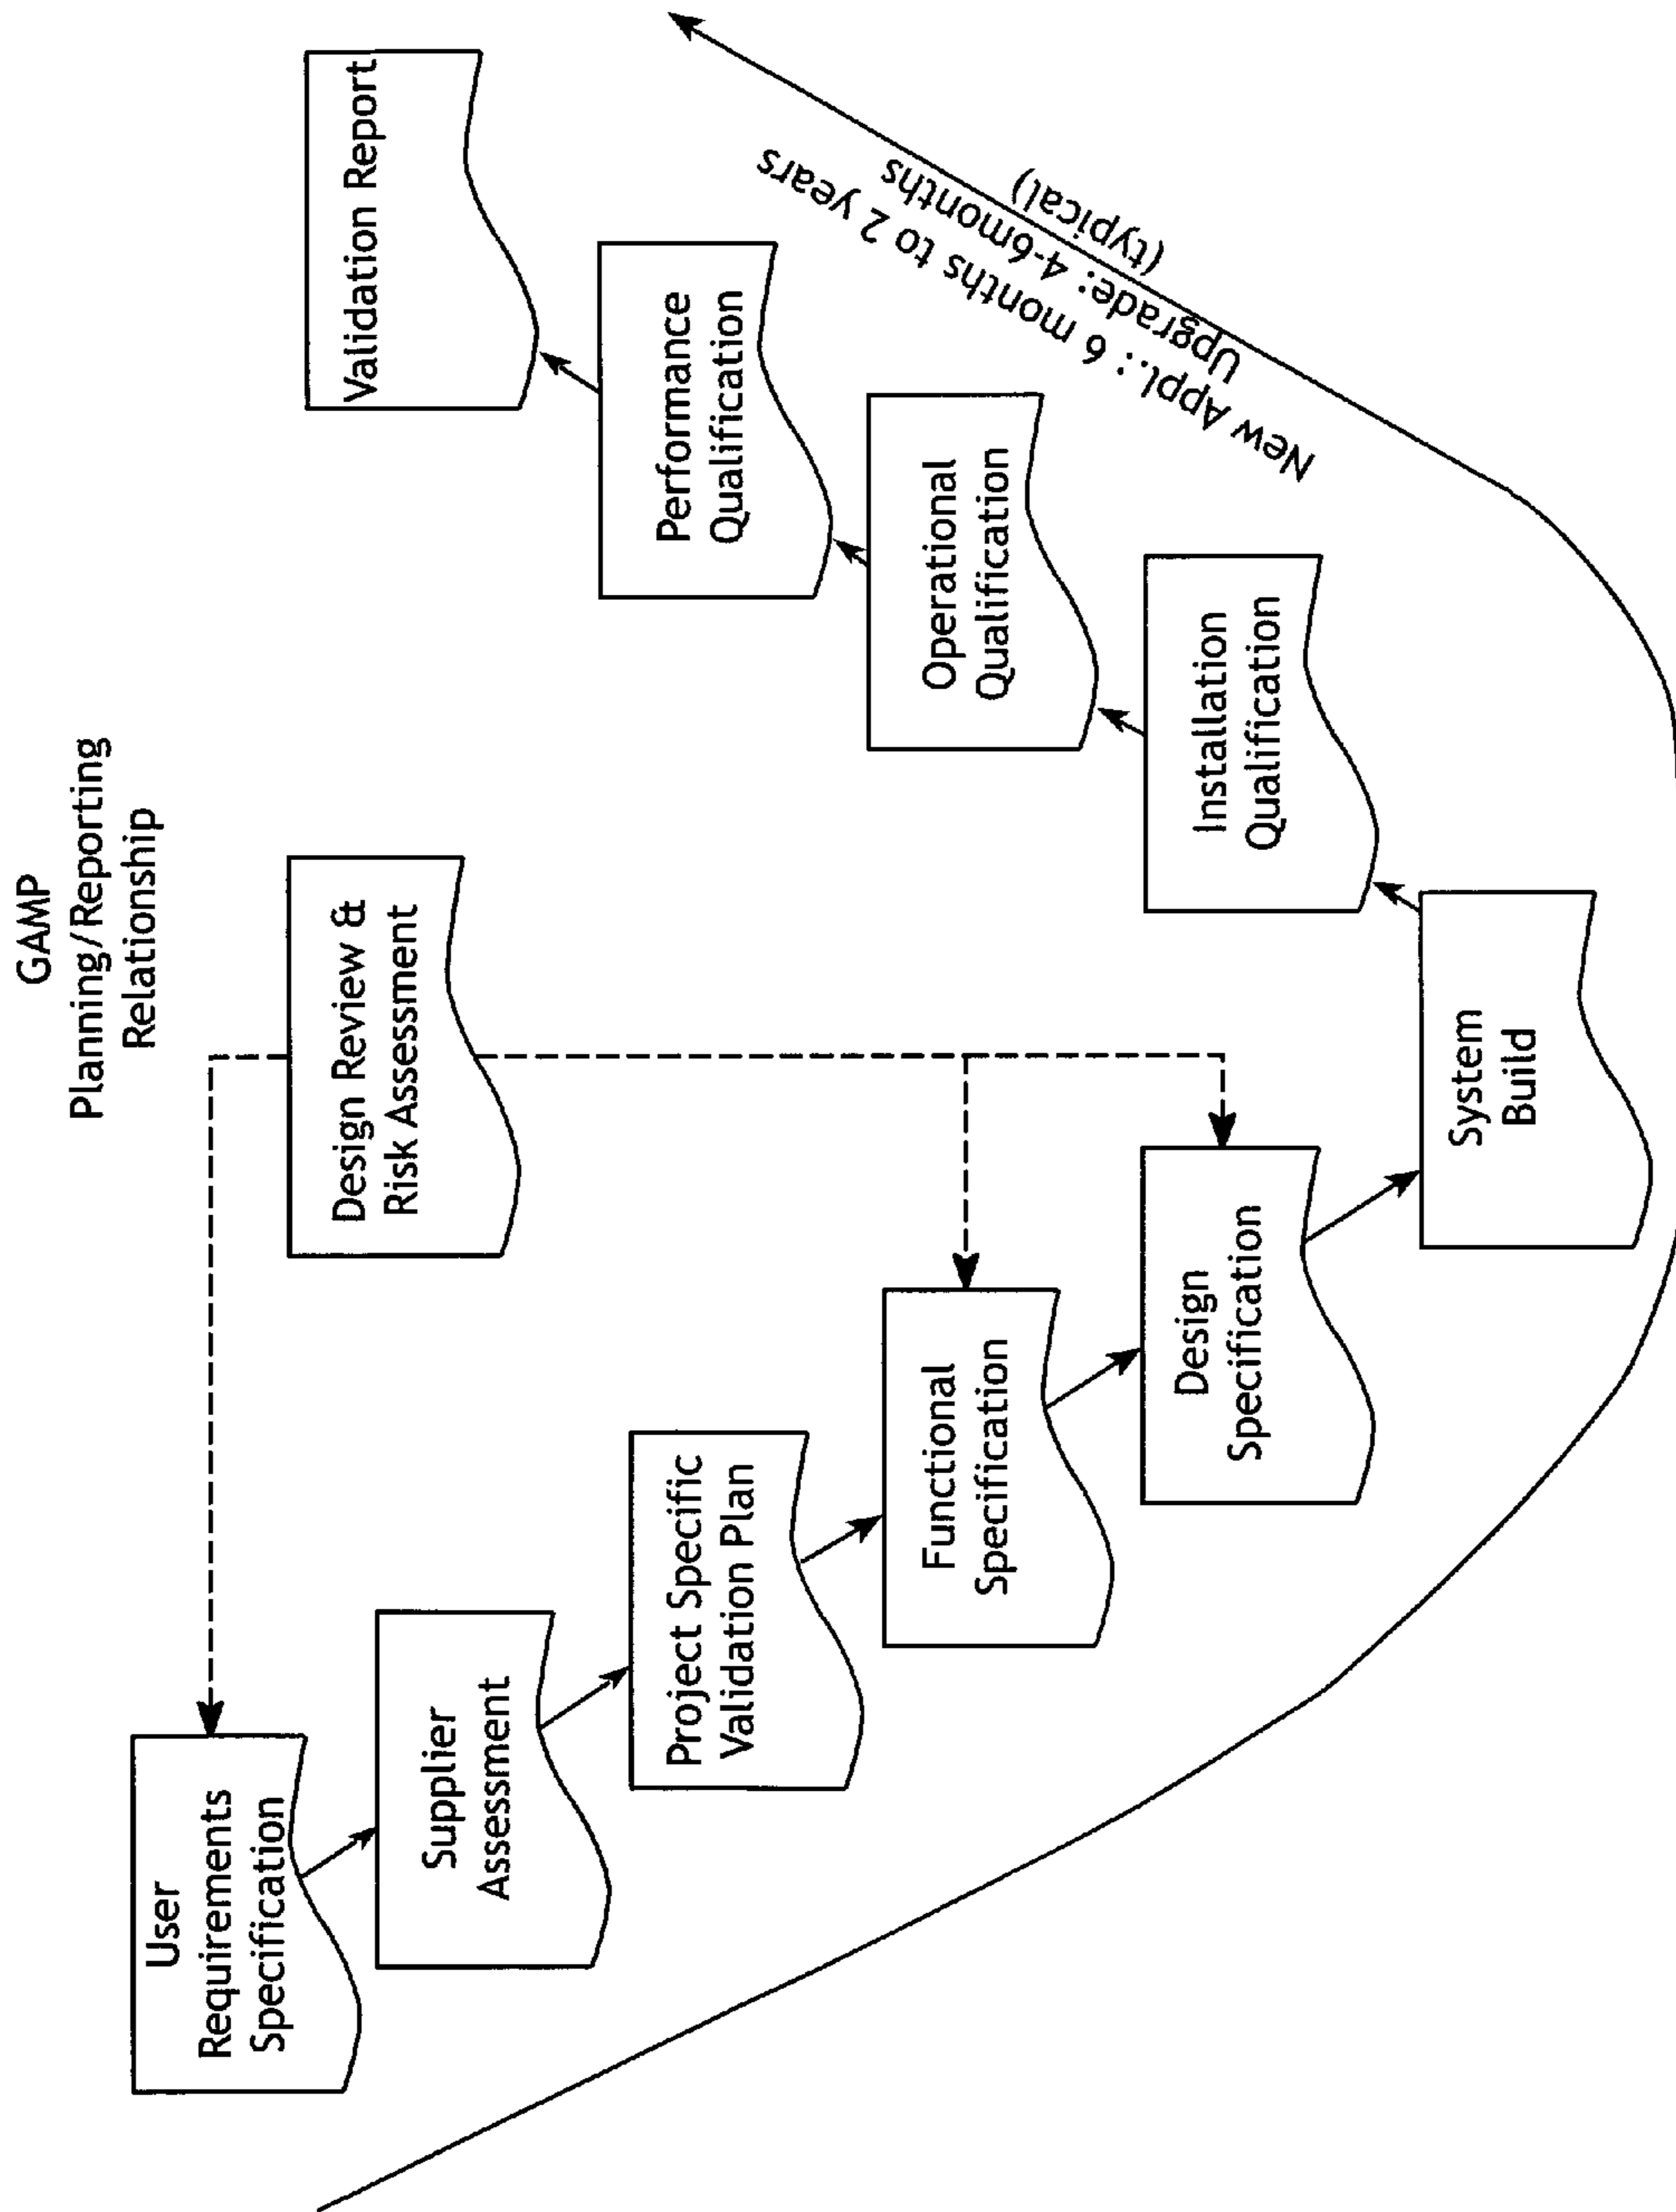 GAMP
Planning/Reporting
Relationship
User
Requirements
Specification
Supplier
Assessment
Project Specific
Validation Plan
Functional
Specification
Design
Specification
System
Build
Design Review &
Risk Assessment
Installation
Qualification
Operational
Qualification
Performance
Qualification
Validation Report
New Appl.: 6 months to 2 years
Upgrade: 4-6months
(typical)